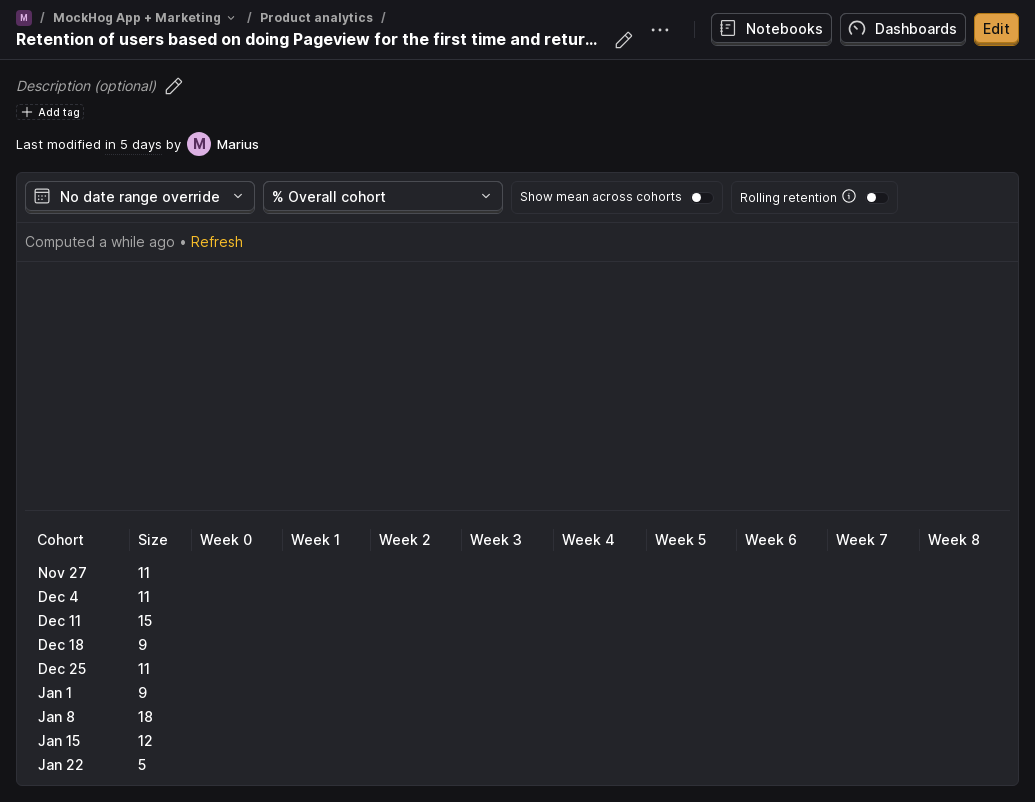 M / MockHog App + Marketing / Product analytics /
Retention of users based on doing Pageview for the first time and retur...
Notebooks
Dashboards
Edit
Description (optional)
Add tag
Last modified in 5 days by M Marius
No date range override
% Overall cohort
Show mean across cohorts
Rolling retention
Computed a while ago • Refresh
Cohort Size Week 0 Week 1 Week 2 Week 3 Week 4 Week 5 Week 6 Week 7 Week 8
Nov 27 11
Dec 4 11
Dec 11 15
Dec 18 9
Dec 25 11
Jan 1 9
Jan 8 18
Jan 15 12
Jan 22 5